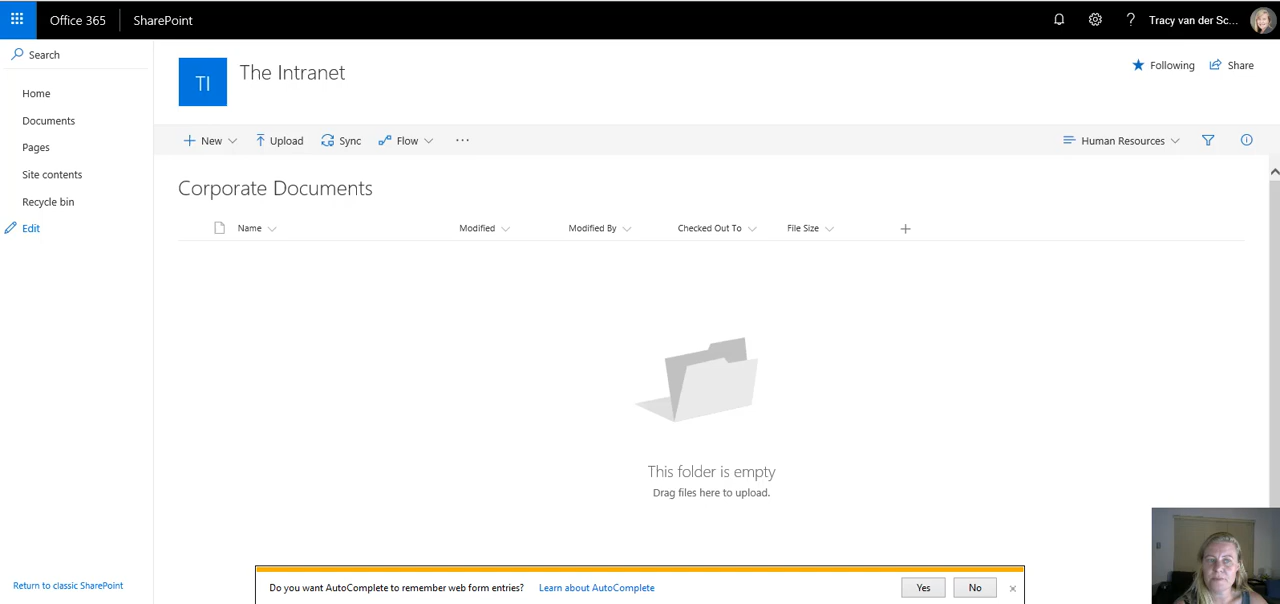 Office 365 SharePoint ? Tracy van der Sc...
Search
TI The Intranet Following Share
Home
Documents
Pages
Site contents
Recycle bin
Edit
New Upload Sync Flow ··· Human Resources
Corporate Documents
Name Modified Modified By Checked Out To File Size
This folder is empty
Drag files here to upload.
Return to classic SharePoint
Do you want AutoComplete to remember web form entries? Learn about AutoComplete Yes No